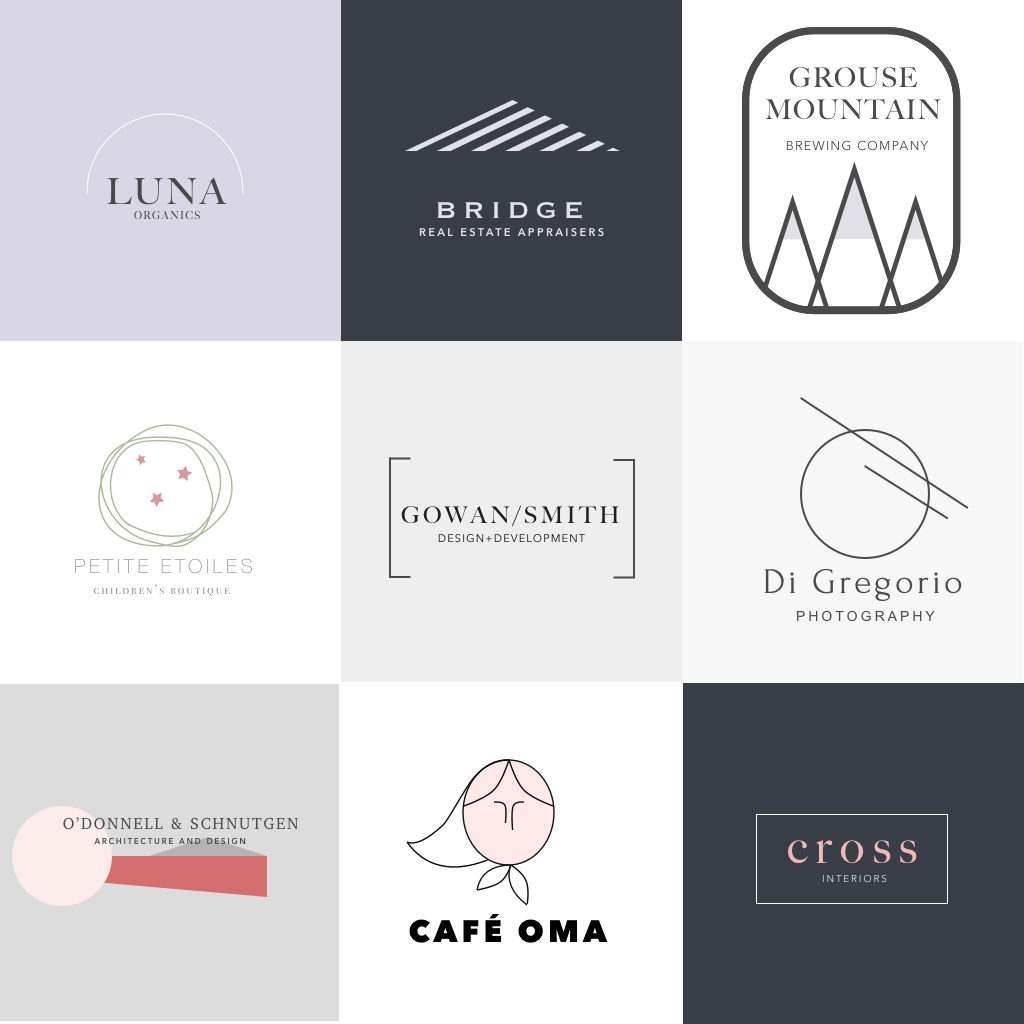 LUNA
ORGANICS
BRIDGE
REAL ESTATE APPRAISERS
GROUSE
MOUNTAIN
BREWING COMPANY
PETITE ETOILES
CHILDREN'S BOUTIQUE
GOWAN/SMITH
DESIGN+DEVELOPMENT
Di Gregorio
PHOTOGRAPHY
O’DONNELL & SCHNUTGEN
ARCHITECTURE AND DESIGN
CAFÉ OMA
cross
INTERIORS